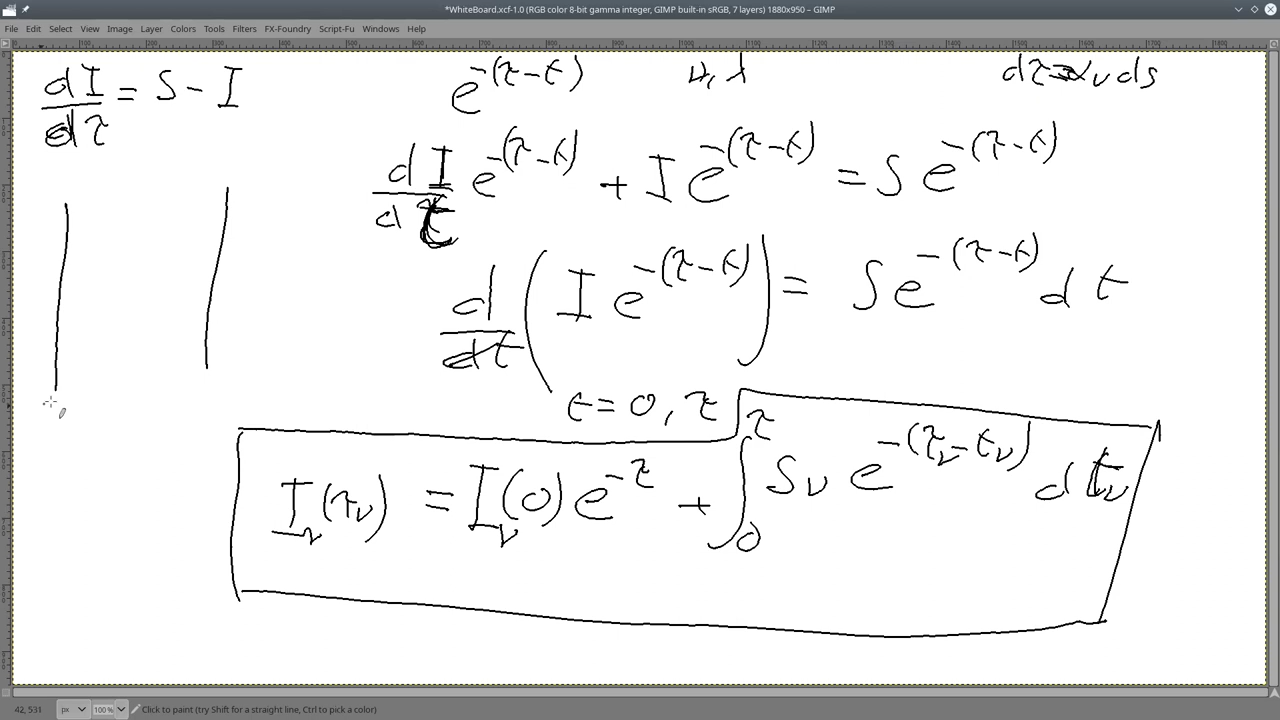 *WhiteBoard.xcf-1.0 (RGB color 8-bit gamma integer, GIMP built-in sRGB, 7 layers) 1880x950 – GIMP
File Edit Select View Image Layer Colors Tools Filters FX-Foundry Script-Fu Windows Help
dI/dτ = S - I
e^-(τ-t)
ν, λ
dτ = α_ν ds
dI/dt e^-(τ-t) + I e^-(τ-t) = S e^-(τ-t)
d/dt (I e^-(τ-t)) = S e^-(τ-t) dt
t = 0, τ
I_ν(τ_ν) = I_ν(0) e^-τ + ∫_0^τ S_ν e^-(τ_ν-t_ν) dt_ν
42, 531 px 100 % Click to paint (try Shift for a straight line, Ctrl to pick a color)